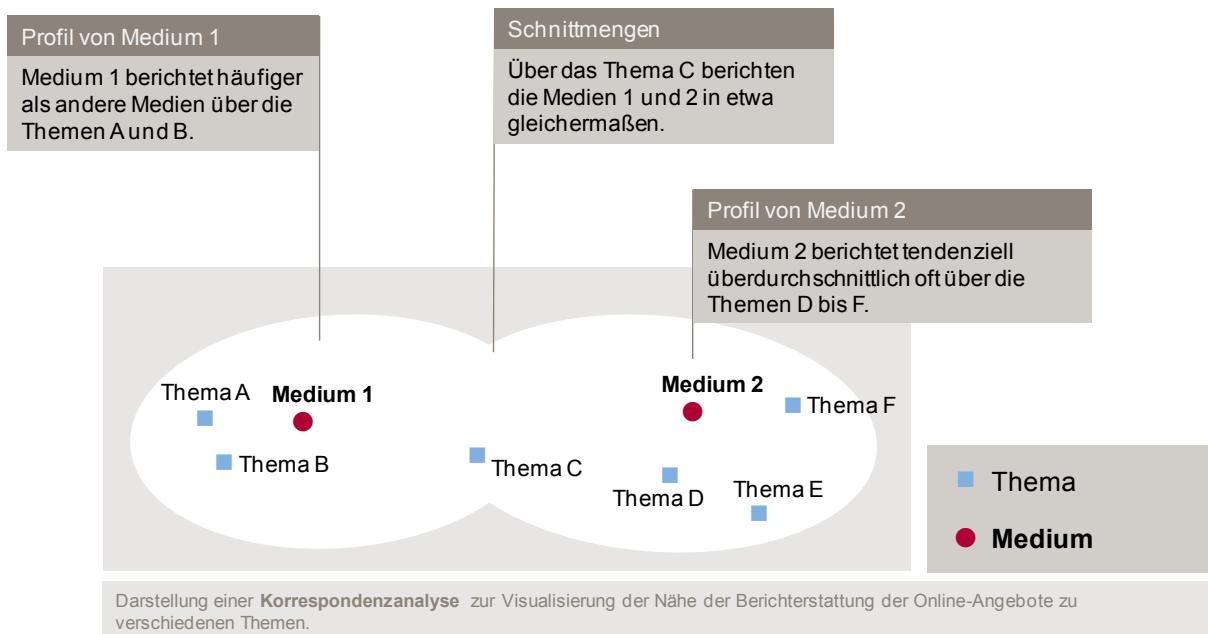 Profil von Medium 1
Medium 1 berichtet häufiger
als andere Medien über die
Themen A und B.
Schnittmengen
Über das Thema C berichten
die Medien 1 und 2 in etwa
gleichermaßen.
Profil von Medium 2
Medium 2 berichtet tendenziell
überdurchschnittlich oft über die
Themen D bis F.
Thema A
Medium 1
Thema B
Thema C
Medium 2
Thema F
Thema D
Thema E
Thema
Medium
Darstellung einer Korrespondenzanalyse zur Visualisierung der Nähe der Berichterstattung der Online-Angebote zu
verschiedenen Themen.